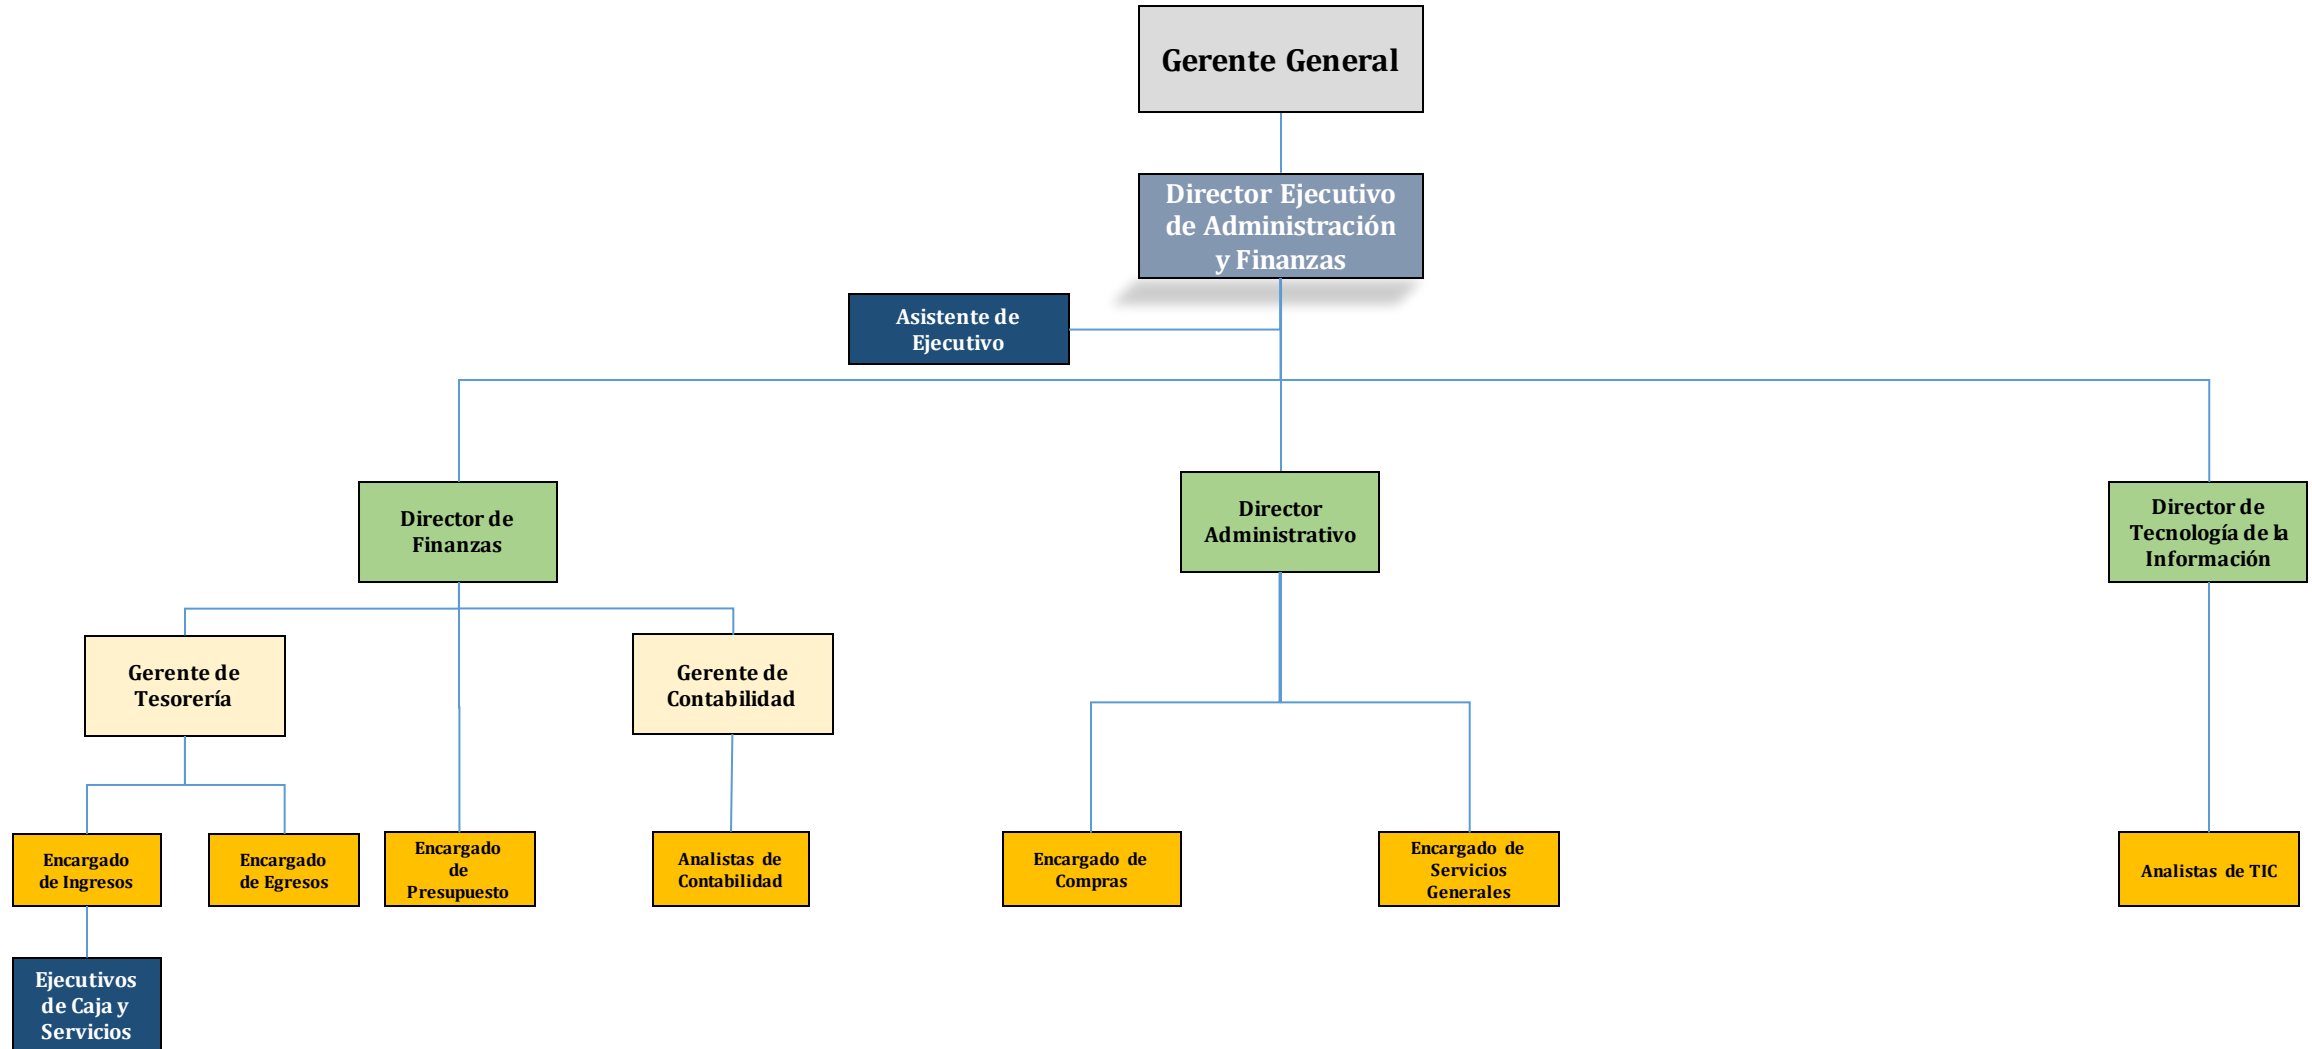 Gerente General
Director Ejecutivo
de Administración
y Finanzas
Asistente de
Ejecutivo
Director de
Finanzas
Director
Administrativo
Director de
Tecnología de la
Información
Gerente de
Tesorería
Gerente de
Contabilidad
Encargado
de Ingresos
Encargado
de Egresos
Encargado
de
Presupuesto
Analistas de
Contabilidad
Encargado de
Compras
Encargado de
Servicios
Generales
Analistas de TIC
Ejecutivos
de Caja y
Servicios